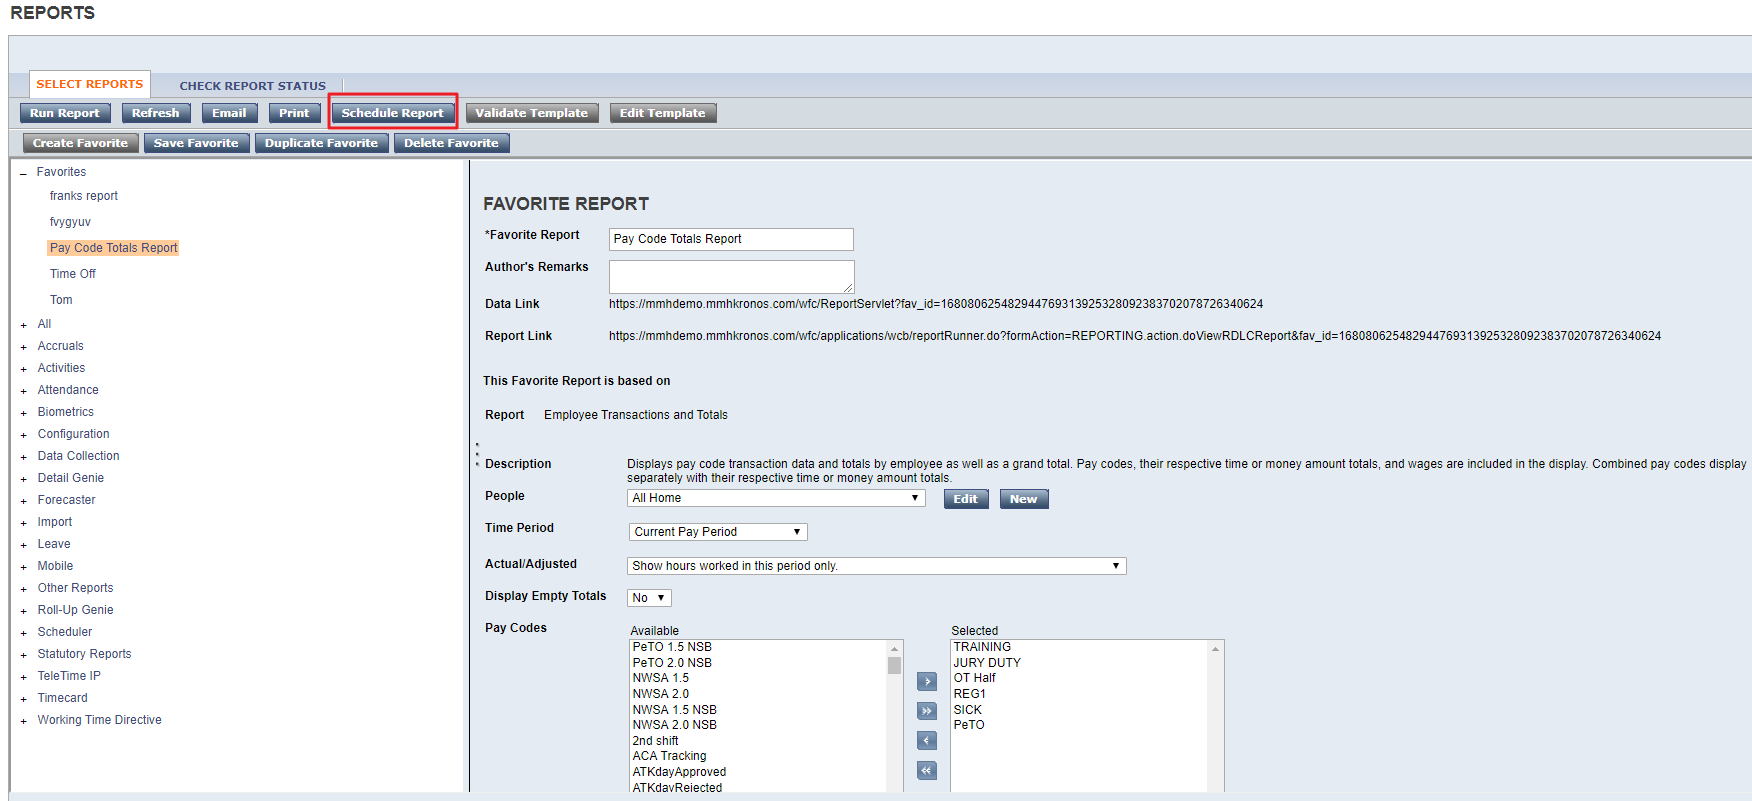 REPORTS
SELECT REPORTS
CHECK REPORT STATUS
Run Report
Refresh
Email
Print
Schedule Report
Validate Template
Edit Template
Create Favorite
Save Favorite
Duplicate Favorite
Delete Favorite
Favorites
franks report
fvygyuv
Pay Code Totals Report
Time Off
Tom
All
Accruals
Activities
Attendance
Biometrics
Configuration
Data Collection
Detail Genie
Forecaster
Import
Leave
Mobile
Other Reports
Roll-Up Genie
Scheduler
Statutory Reports
TeleTime IP
Timecard
Working Time Directive
FAVORITE REPORT
*Favorite Report
Pay Code Totals Report
Author's Remarks
Data Link
https://mmhdemo.mmhkronos.com/wfc/ReportServlet?fav_id=16808062548294476931392532809238370207872634062​4
Report Link
https://mmhdemo.mmhkronos.com/wfc/applications/wcb/reportRunner.do?formAction=REPORTING.action.doViewRDLCReport&fav_id=168080625482944769313925328092383702078726340624
This Favorite Report is based on
Report
Employee Transactions and Totals
Description
Displays pay code transaction data and totals by employee as well as a grand total. Pay codes, their respective time or money amount totals, and wages are included in the display. Combined pay codes display
separately with their respective time or money amount totals.
People
All Home
Edit
New
Time Period
Current Pay Period
Actual/Adjusted
Show hours worked in this period only.
Display Empty Totals
No
Pay Codes
Available
PeTO 1.5 NSB
PeTO 2.0 NSB
NWSA 1.5
NWSA 2.0
NWSA 1.5 NSB
NWSA 2.0 NSB
2nd shift
ACA Tracking
ATKdayApproved
ATKdayRejected
Selected
TRAINING
JURY DUTY
OT Half
REG1
SICK
PeTO